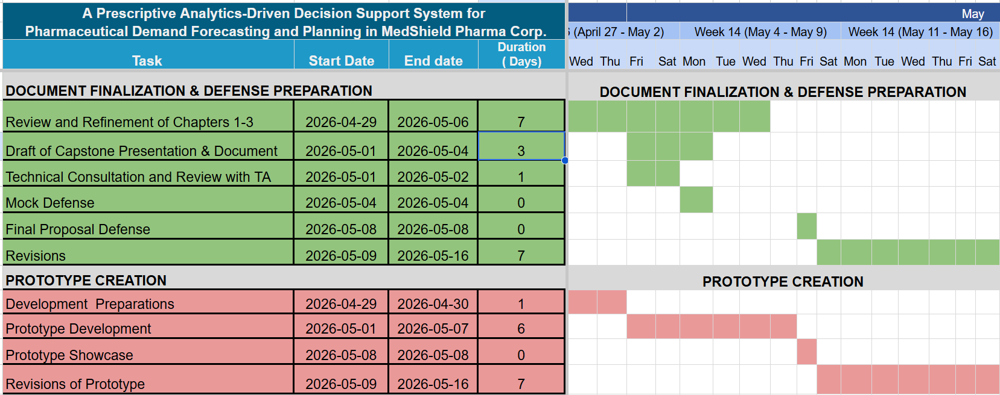 A Prescriptive Analytics-Driven Decision Support System for
Pharmaceutical Demand Forecasting and Planning in MedShield Pharma Corp.
May
(April 27 - May 2) Week 14 (May 4 - May 9) Week 14 (May 11 - May 16)
Task Start Date End date Duration
( Days)
Wed Thu Fri Sat Mon Tue Wed Thu Fri Sat Mon Tue Wed Thu Fri Sat
DOCUMENT FINALIZATION & DEFENSE PREPARATION DOCUMENT FINALIZATION & DEFENSE PREPARATION
Review and Refinement of Chapters 1-3 2026-04-29 2026-05-06 7
Draft of Capstone Presentation & Document 2026-05-01 2026-05-04 3
Technical Consultation and Review with TA 2026-05-01 2026-05-02 1
Mock Defense 2026-05-04 2026-05-04 0
Final Proposal Defense 2026-05-08 2026-05-08 0
Revisions 2026-05-09 2026-05-16 7
PROTOTYPE CREATION PROTOTYPE CREATION
Development  Preparations 2026-04-29 2026-04-30 1
Prototype Development 2026-05-01 2026-05-07 6
Prototype Showcase 2026-05-08 2026-05-08 0
Revisions of Prototype 2026-05-09 2026-05-16 7